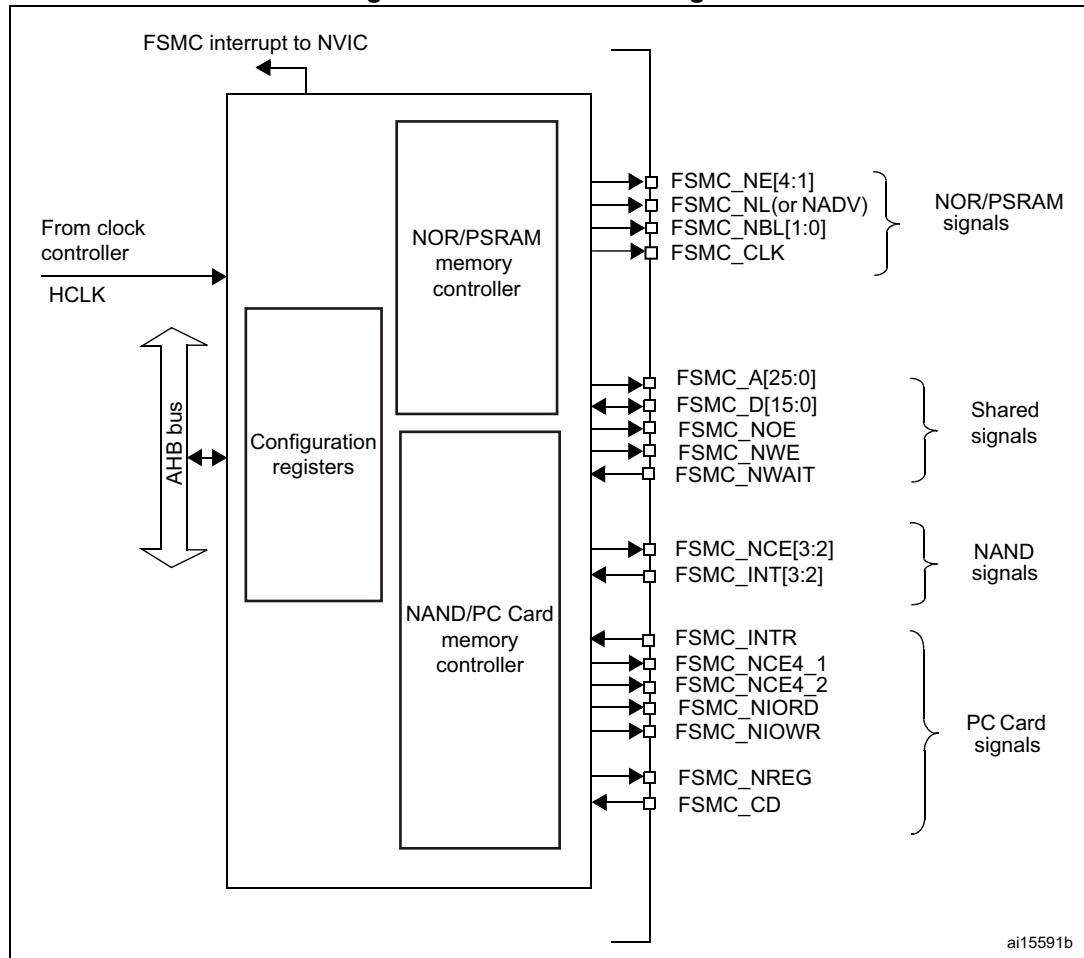 FSMC interrupt to NVIC
From clock
controller
HCLK
AHB bus
Configuration
registers
NOR/PSRAM
memory
controller
NAND/PC Card
memory
controller
FSMC_NE[4:1]
FSMC_NL(or NADV)
FSMC_NBL[1:0]
FSMC_CLK
NOR/PSRAM
signals
FSMC_A[25:0]
FSMC_D[15:0]
FSMC_NOE
FSMC_NWE
FSMC_NWAIT
Shared
signals
FSMC_NCE[3:2]
FSMC_INT[3:2]
NAND
signals
FSMC_INTR
FSMC_NCE4_1
FSMC_NCE4_2
FSMC_NIORD
FSMC_NIOWR
FSMC_NREG
FSMC_CD
PC Card
signals
ai15591b